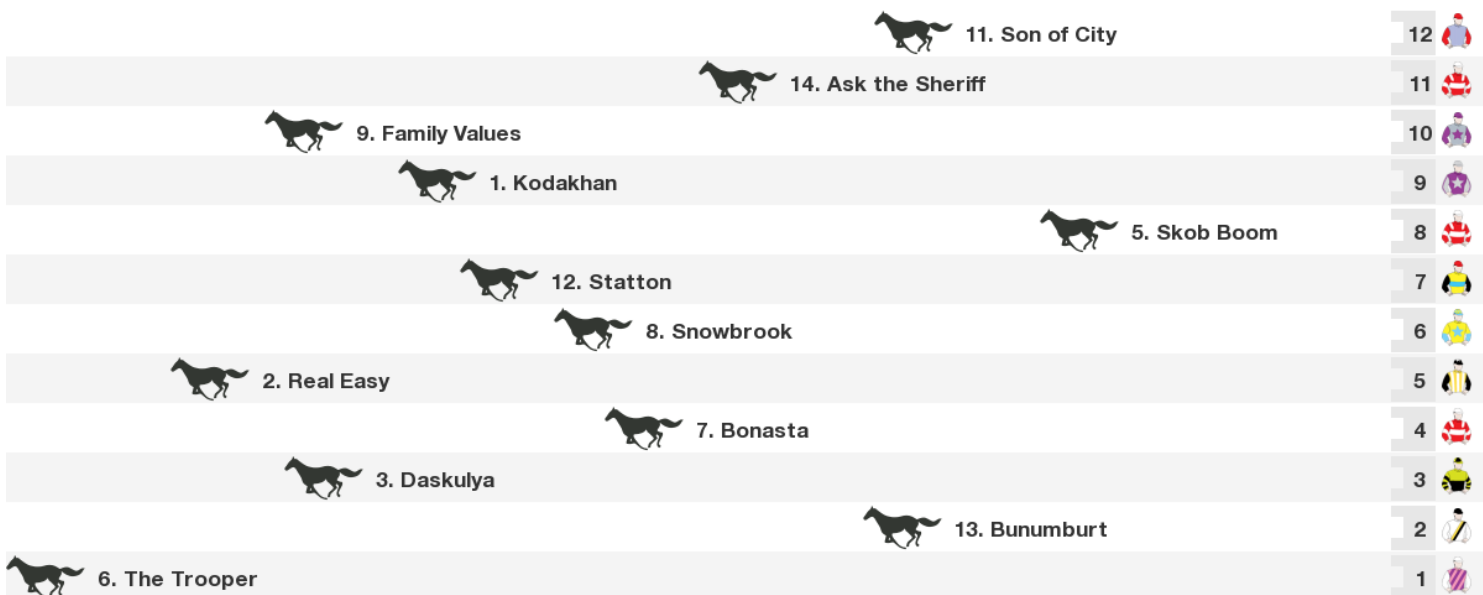 11. Son of City 12
14. Ask the Sheriff 11
9. Family Values 10
1. Kodakhan 9
5. Skob Boom 8
12. Statton 7
8. Snowbrook 6
2. Real Easy 5
7. Bonasta 4
3. Daskulya 3
13. Bunumburt 2
6. The Trooper 1